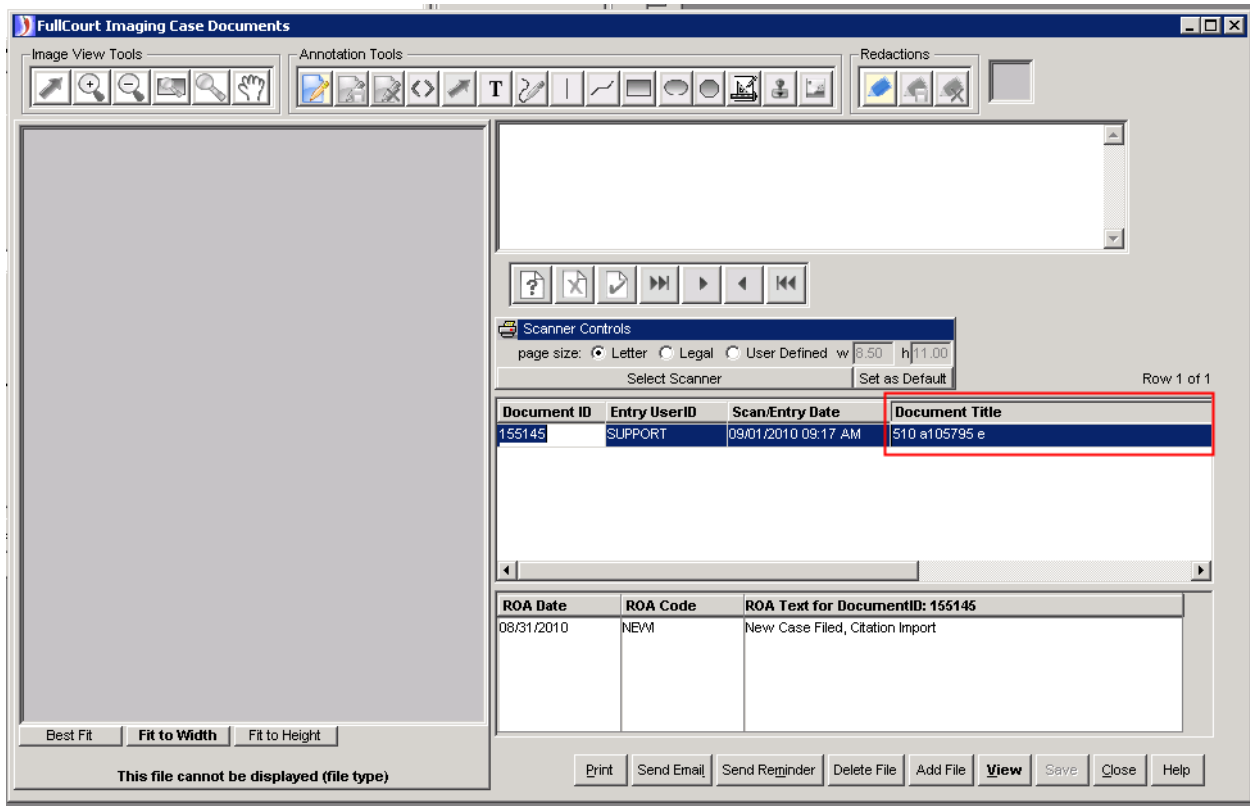 FullCourt Imaging Case Documents
Image View Tools
Annotation Tools
Redactions
T
Scanner Controls
page size: Letter Legal User Defined w 8.50 h 11.00
Select Scanner Set as Default
Row 1 of 1
Document ID Entry UserID Scan/Entry Date Document Title
155145 SUPPORT 09/01/2010 09:17 AM 510 a105795 e
ROA Date ROA Code ROA Text for DocumentID: 155145
08/31/2010 NEWI New Case Filed, Citation Import
Best Fit Fit to Width Fit to Height
This file cannot be displayed (file type)
Print Send Email Send Reminder Delete File Add File View Save Close Help